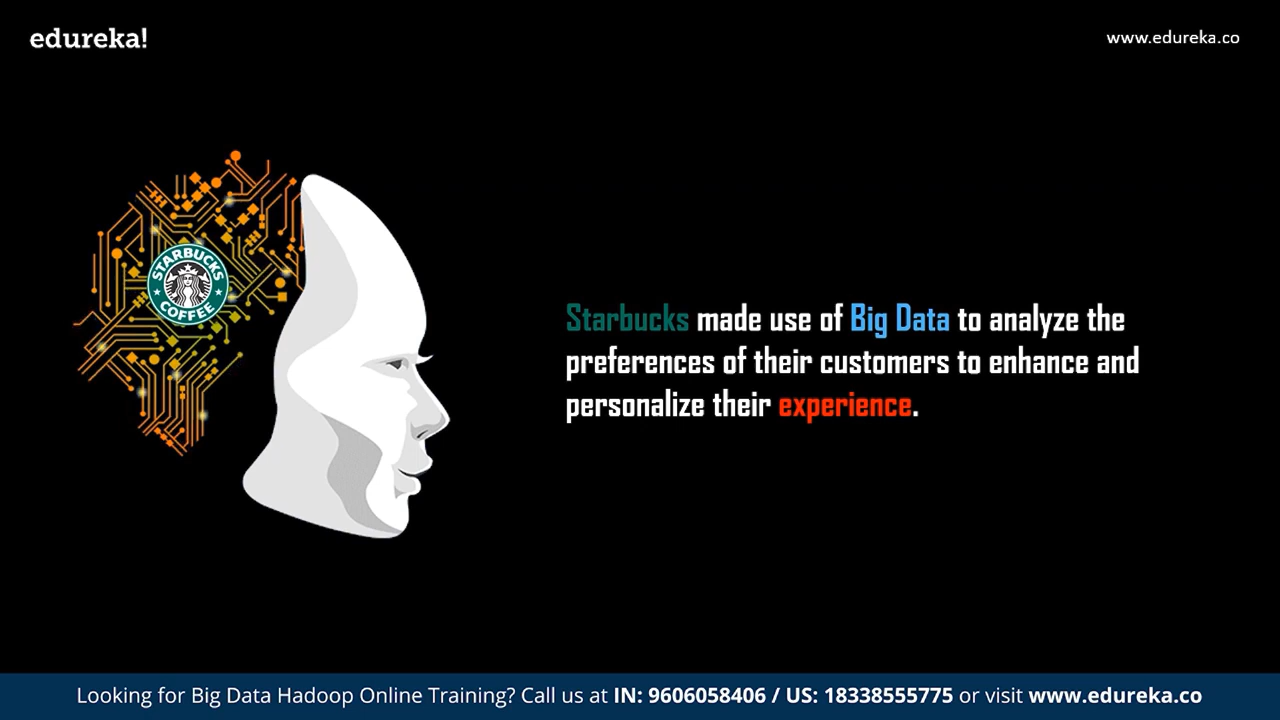 edureka!
www.edureka.co
STARBUCKS
COFFEE
Starbucks made use of Big Data to analyze the
preferences of their customers to enhance and
personalize their experience.
Looking for Big Data Hadoop Online Training? Call us at IN: 9606058406 / US: 18338555775 or visit www.edureka.co